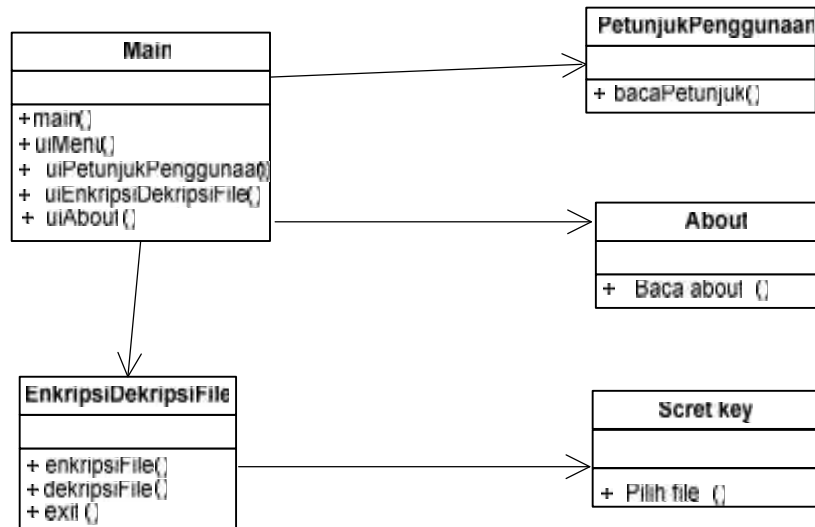 Main
+main()
+uiMenu()
+ uiPetunjukPenggunaan()
+ uiEnkripsiDekripsiFile()
+ uiAbout()
PetunjukPenggunaan
+ bacaPetunjuk()
About
+ Baca about ()
EnkripsiDekripsiFile
+ enkripsiFile()
+ dekripsiFile()
+ exit()
Scret key
+ Pilih file ()